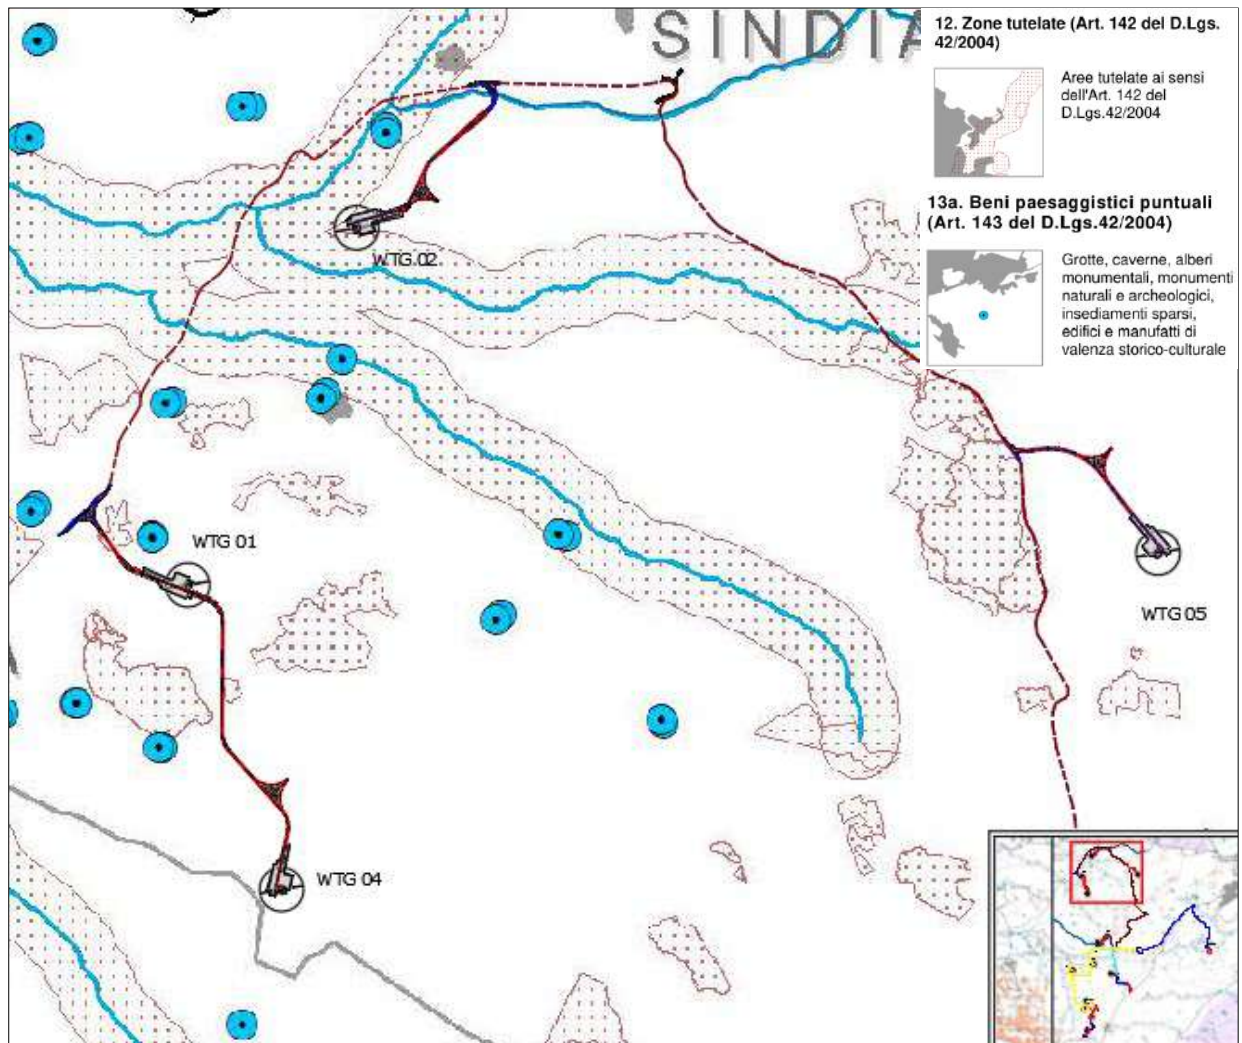 SINDIA
12. Zone tutelate (Art. 142 del D.Lgs.
42/2004)
Aree tutelate ai sensi
dell'Art. 142 del
D.Lgs.42/2004
13a. Beni paesaggistici puntuali
(Art. 143 del D.Lgs.42/2004)
Grotte, caverne, alberi
monumentali, monumenti
naturali e archeologici,
insediamenti sparsi,
edifici e manufatti di
valenza storico-culturale
WTG 02
WTG 01
WTG 05
WTG 04